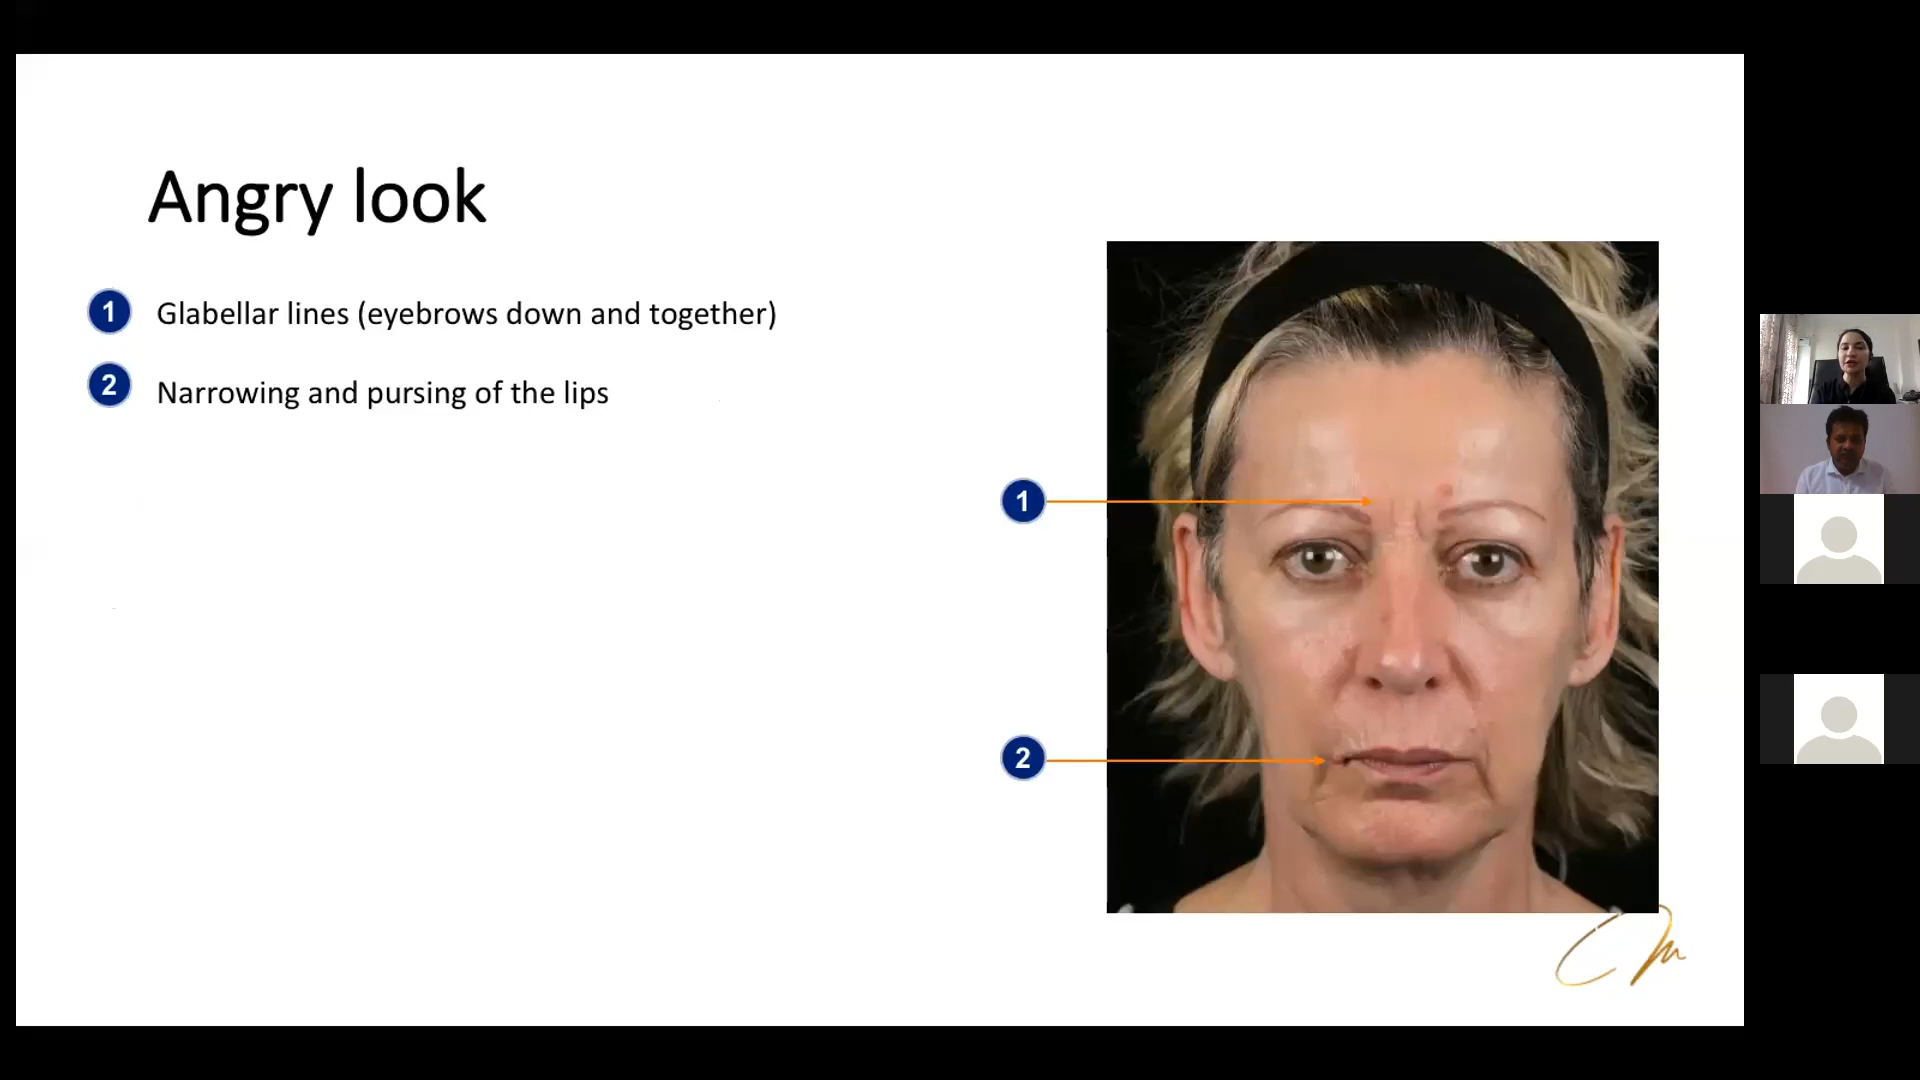 Angry look
1 Glabellar lines (eyebrows down and together)
2 Narrowing and pursing of the lips
1
2